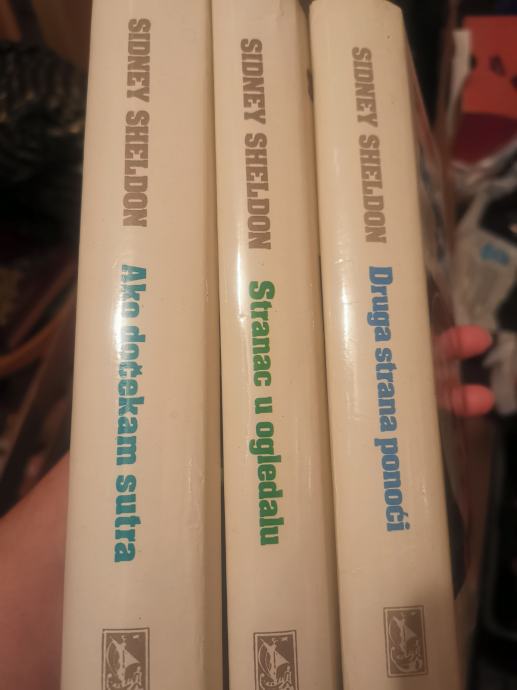 SIDNEY SHELDON Ako dočekam sutra
SIDNEY SHELDON Stranac u ogledalu
SIDNEY SHELDON Druga strana ponoći